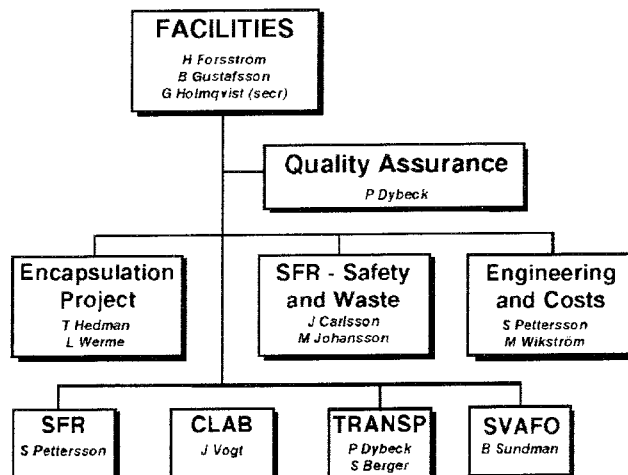 FACILITIES
H Forsström
B Gustafsson
G Holmqvist (secr)
Quality Assurance
P Dybeck
Encapsulation
Project
T Hedman
L Werme
SFR - Safety
and Waste
J Carlsson
M Johansson
Engineering
and Costs
S Pettersson
M Wikström
SFR
S Pettersson
CLAB
J Vogt
TRANSP
P Dybeck
S Berger
SVAFO
B Sundman